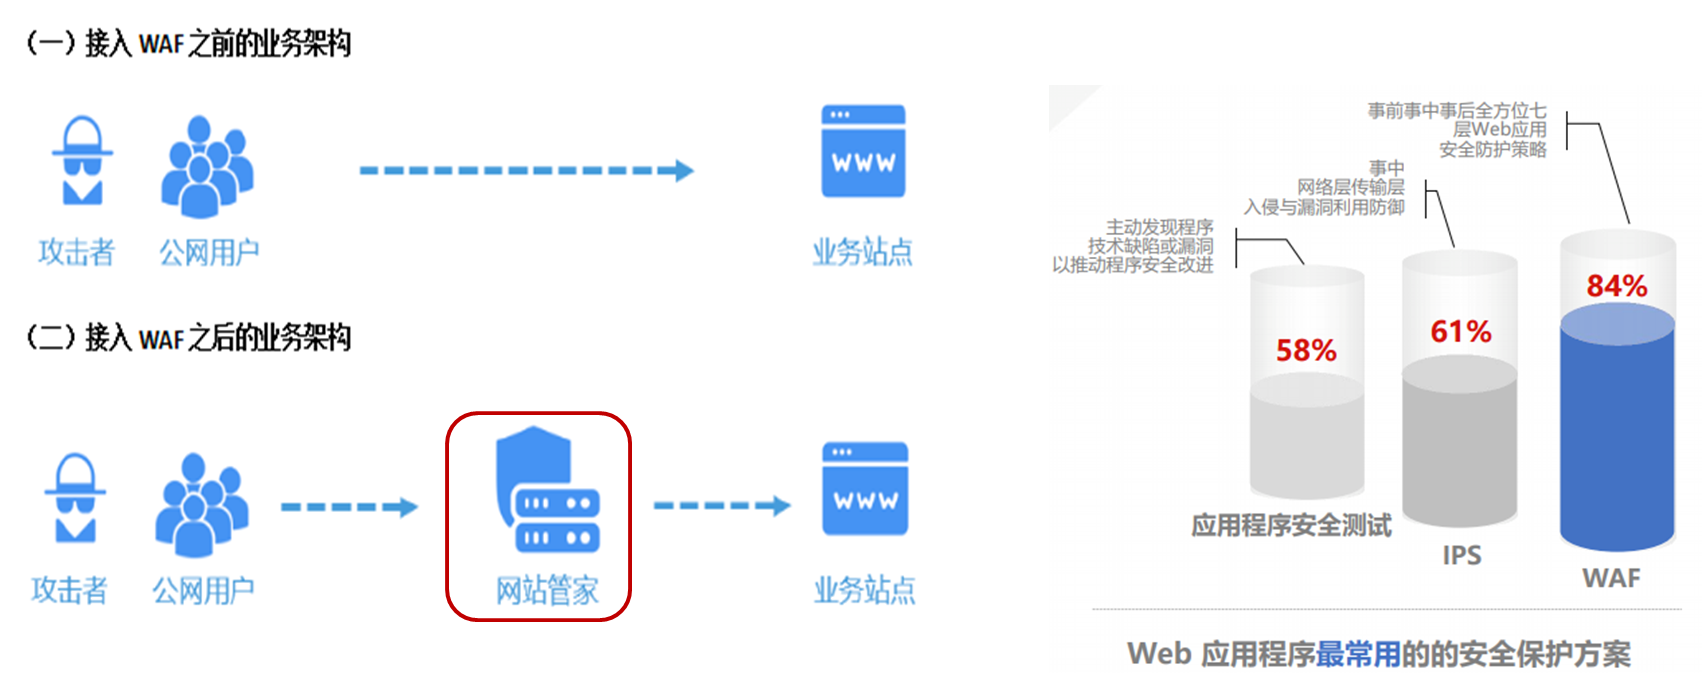 （一）接入 WAF 之前的业务架构
攻击者
公网用户
WWW
业务站点
（二）接入 WAF 之后的业务架构
攻击者
公网用户
网站管家
WWW
业务站点
事前事中事后全方位七
层Web应用
安全防护策略
事中
网络层传输层
入侵与漏洞利用防御
主动发现程序
技术缺陷或漏洞
以推动程序安全改进
58%
61%
84%
应用程序安全测试
IPS
WAF
Web 应用程序最常用的的安全保护方案